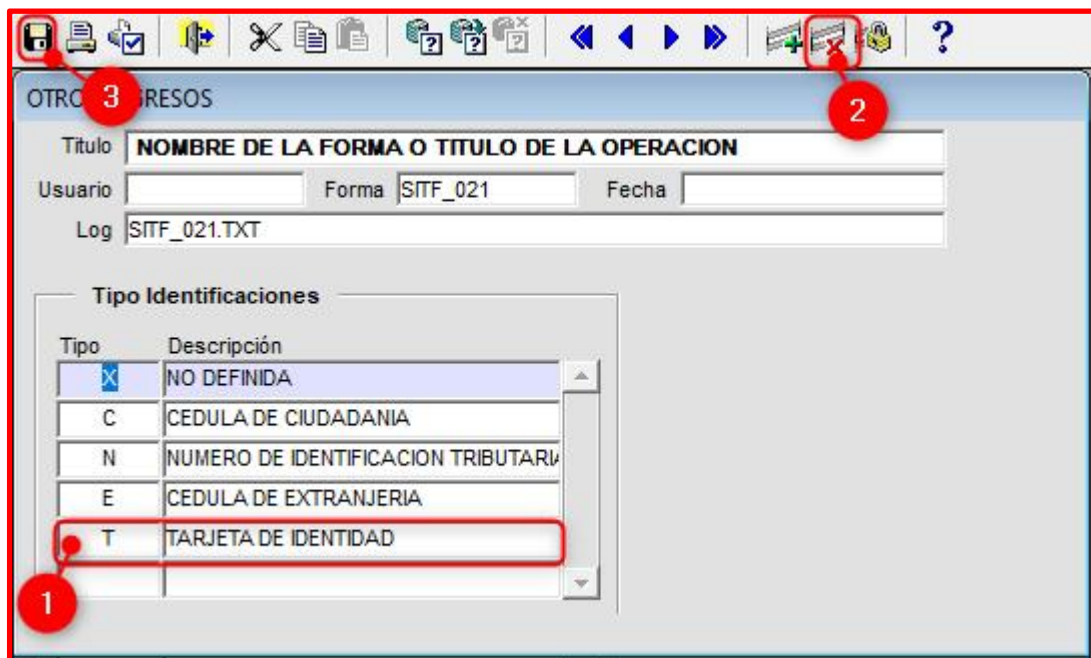 ?
3
2
OTRO GRESOS
Titulo NOMBRE DE LA FORMA O TITULO DE LA OPERACION
Usuario Forma SITF_021 Fecha
Log SITF_021.TXT
Tipo Identificaciones
Tipo Descripción
X NO DEFINIDA
C CEDULA DE CIUDADANIA
N NUMERO DE IDENTIFICACION TRIBUTARIA
E CEDULA DE EXTRANJERIA
T TARJETA DE IDENTIDAD
1